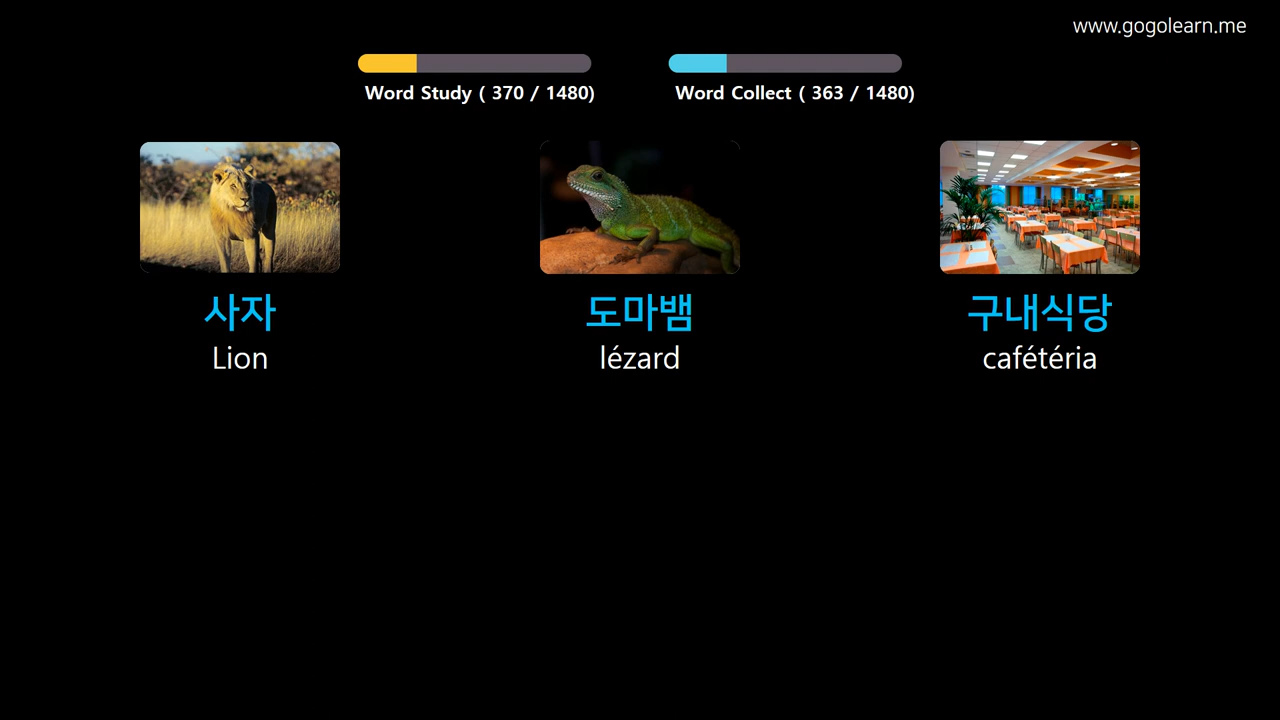 www.gogolearn.me
Word Study ( 370 / 1480)
Word Collect ( 363 / 1480)
사자
Lion
도마뱀
lézard
구내식당
cafétéria